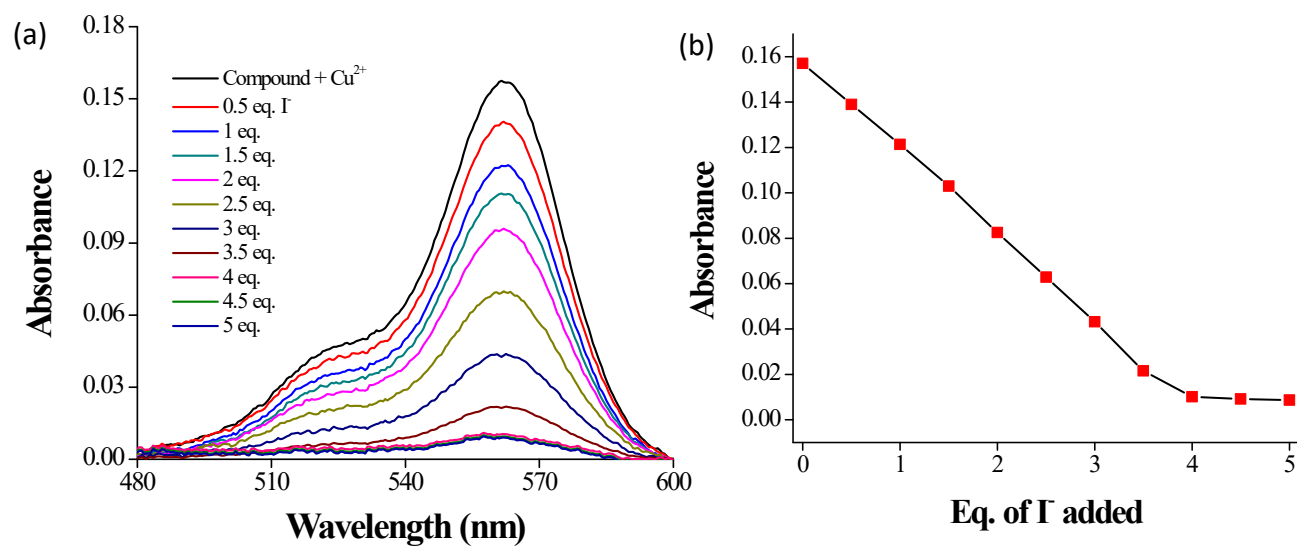 (a)
Absorbance
0.18
0.15
0.12
0.09
0.06
0.03
0.00
Compound + Cu²⁺
0.5 eq. I⁻
1 eq.
1.5 eq.
2 eq.
2.5 eq.
3 eq.
3.5 eq.
4 eq.
4.5 eq.
5 eq.
480 510 540 570 600
Wavelength (nm)
(b)
Absorbance
0.16
0.14
0.12
0.10
0.08
0.06
0.04
0.02
0.00
0 1 2 3 4 5
Eq. of I⁻ added